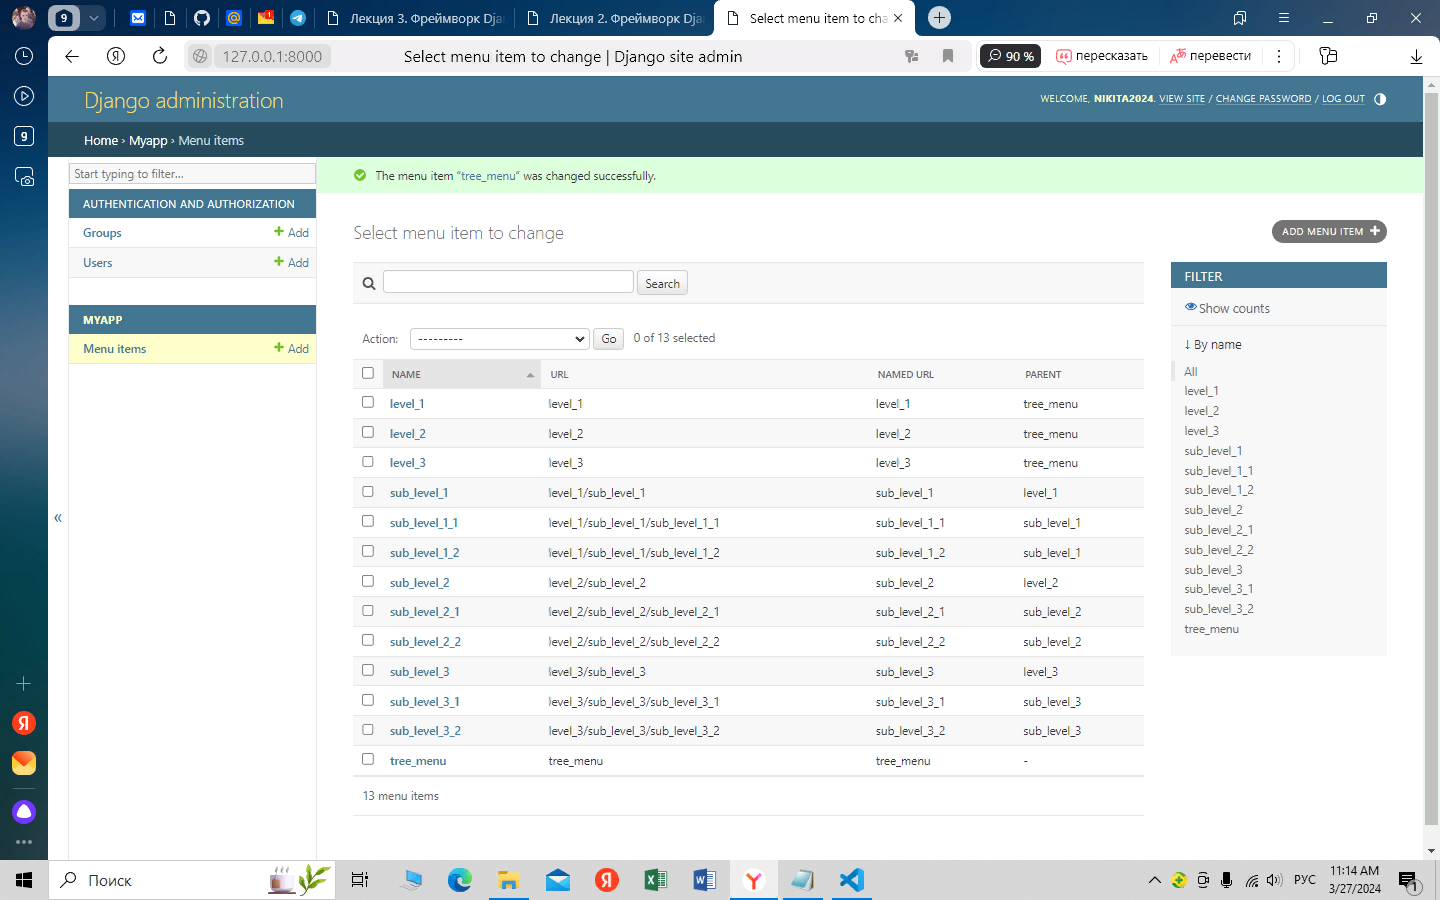 9
Лекция 3. Фреймворк Dja
Лекция 2. Фреймворк Dja
Select menu item to cha
127.0.0.1:8000
Select menu item to change | Django site admin
90 %
пересказать
перевести
9
Django administration
WELCOME, NIKITA2024. VIEW SITE / CHANGE PASSWORD / LOG OUT
Home › Myapp › Menu items
Start typing to filter...
AUTHENTICATION AND AUTHORIZATION
Groups + Add
Users + Add
MYAPP
Menu items + Add
«
The menu item “tree_menu” was changed successfully.
Select menu item to change
ADD MENU ITEM +
Search
Action: --------- Go 0 of 13 selected
NAME URL NAMED URL PARENT
level_1 level_1 level_1 tree_menu
level_2 level_2 level_2 tree_menu
level_3 level_3 level_3 tree_menu
sub_level_1 level_1/sub_level_1 sub_level_1 level_1
sub_level_1_1 level_1/sub_level_1/sub_level_1_1 sub_level_1_1 sub_level_1
sub_level_1_2 level_1/sub_level_1/sub_level_1_2 sub_level_1_2 sub_level_1
sub_level_2 level_2/sub_level_2 sub_level_2 level_2
sub_level_2_1 level_2/sub_level_2/sub_level_2_1 sub_level_2_1 sub_level_2
sub_level_2_2 level_2/sub_level_2/sub_level_2_2 sub_level_2_2 sub_level_2
sub_level_3 level_3/sub_level_3 sub_level_3 level_3
sub_level_3_1 level_3/sub_level_3/sub_level_3_1 sub_level_3_1 sub_level_3
sub_level_3_2 level_3/sub_level_3/sub_level_3_2 sub_level_3_2 sub_level_3
tree_menu tree_menu tree_menu -
13 menu items
FILTER
Show counts
↓ By name
All
level_1
level_2
level_3
sub_level_1
sub_level_1_1
sub_level_1_2
sub_level_2
sub_level_2_1
sub_level_2_2
sub_level_3
sub_level_3_1
sub_level_3_2
tree_menu
Поиск
РУС
11:14 AM
3/27/2024
1